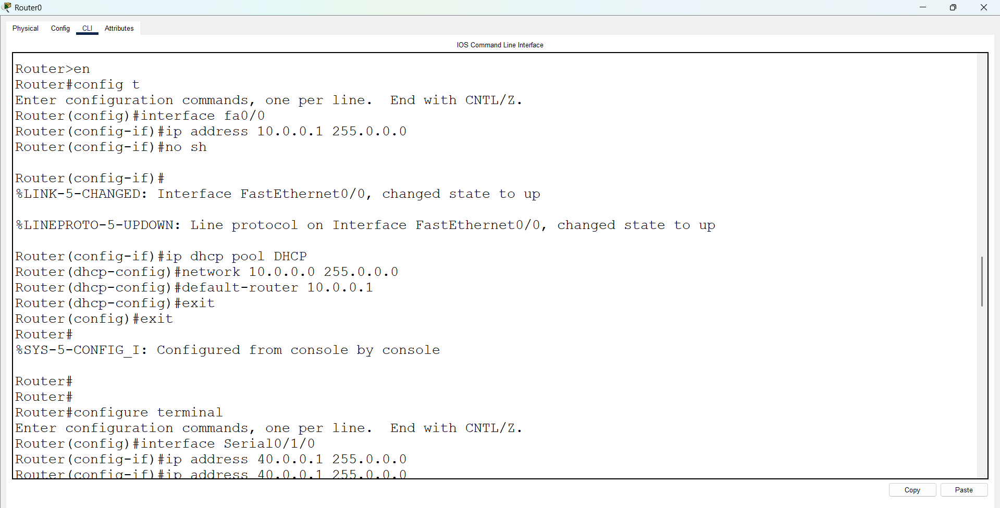 Router0
Physical Config CLI Attributes
IOS Command Line Interface
Router>en
Router#config t
Enter configuration commands, one per line.  End with CNTL/Z.
Router(config)#interface fa0/0
Router(config-if)#ip address 10.0.0.1 255.0.0.0
Router(config-if)#no sh
Router(config-if)#
%LINK-5-CHANGED: Interface FastEthernet0/0, changed state to up
%LINEPROTO-5-UPDOWN: Line protocol on Interface FastEthernet0/0, changed state to up
Router(config-if)#ip dhcp pool DHCP
Router(dhcp-config)#network 10.0.0.0 255.0.0.0
Router(dhcp-config)#default-router 10.0.0.1
Router(dhcp-config)#exit
Router(config)#exit
Router#
%SYS-5-CONFIG_I: Configured from console by console
Router#
Router#
Router#configure terminal
Enter configuration commands, one per line.  End with CNTL/Z.
Router(config)#interface Serial0/1/0
Router(config-if)#ip address 40.0.0.1 255.0.0.0
Router(config-if)#ip address 40.0.0.1 255.0.0.0
Copy Paste